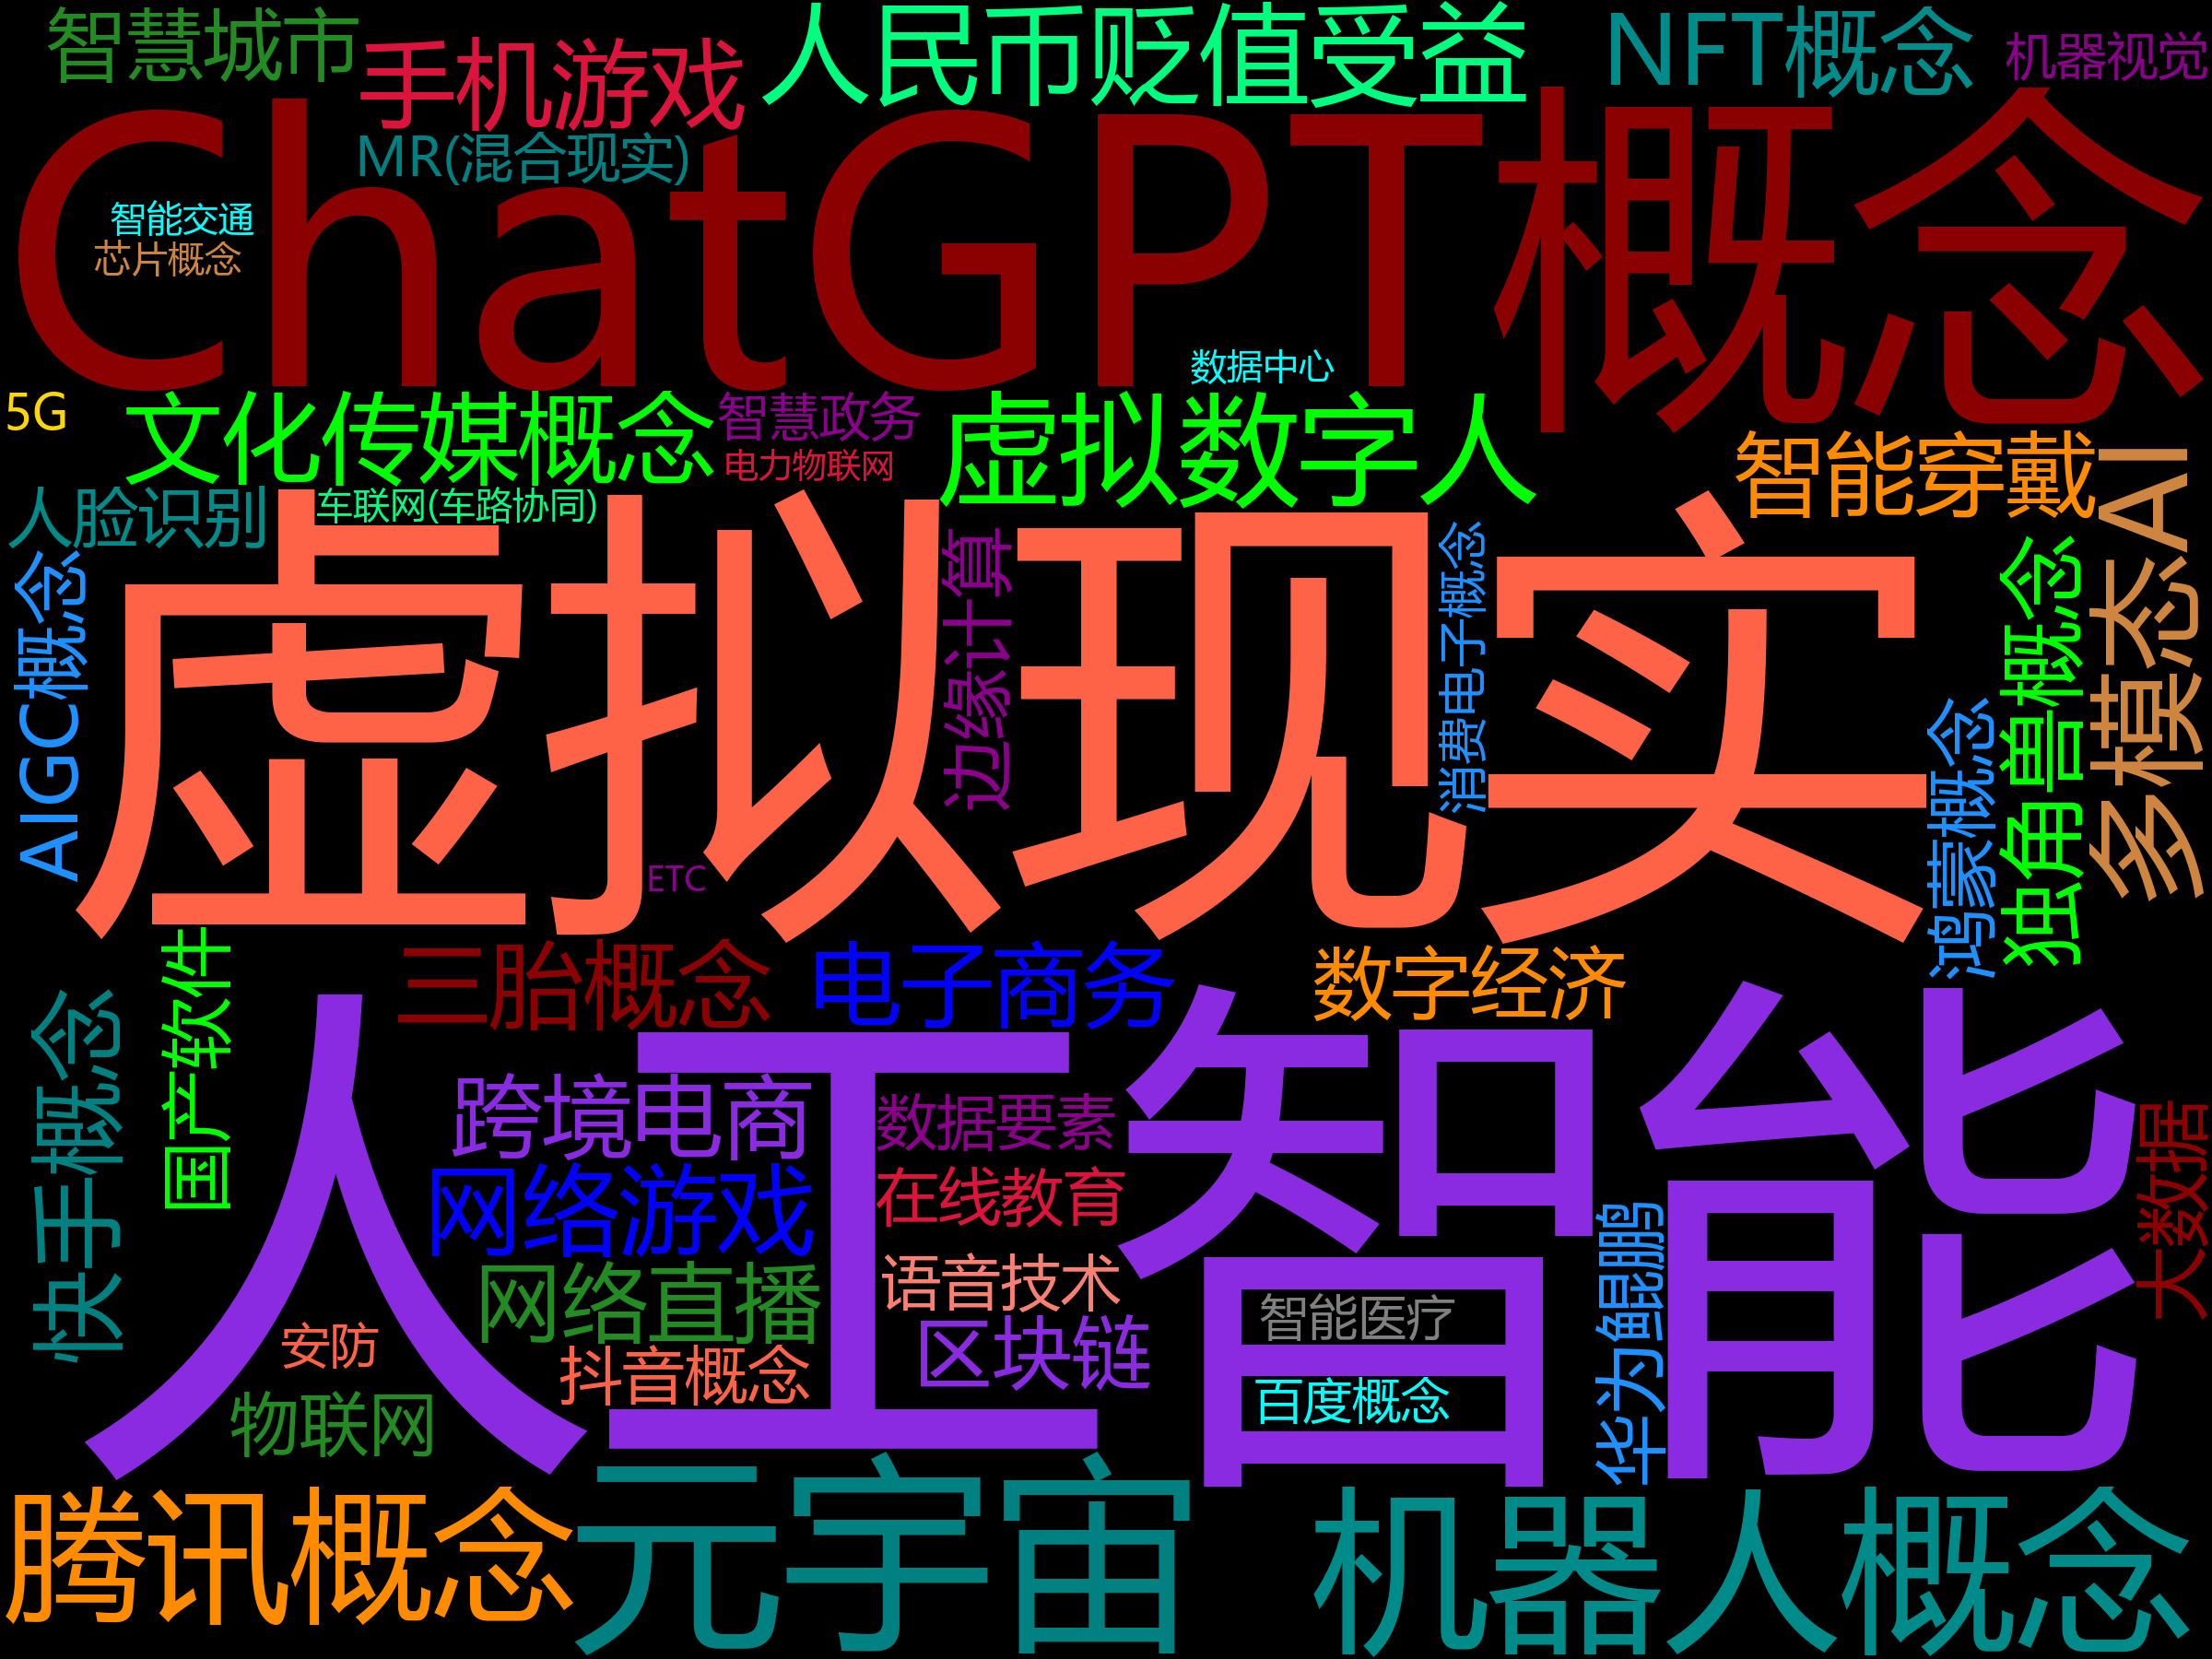 智慧城市
手机游戏
人民币贬值受益
NFT概念
机器视觉
ChatGPT概念
MR(混合现实)
智能交通
芯片概念
数据中心
5G
文化传媒概念
智慧政务
虚拟数字人
电力物联网
智能穿戴
多模态AI
人脸识别
车联网(车路协同)
虚拟现实
AIGC概念
边缘计算
消费电子概念
鸿蒙概念
独角兽概念
ETC
国产软件
三胎概念
电子商务
数字经济
快手概念
人工智能
跨境电商
数据要素
大数据
网络游戏
在线教育
华为鲲鹏
网络直播
语音技术
智能医疗
安防
抖音概念
区块链
百度概念
物联网
腾讯概念
元宇宙
机器人概念